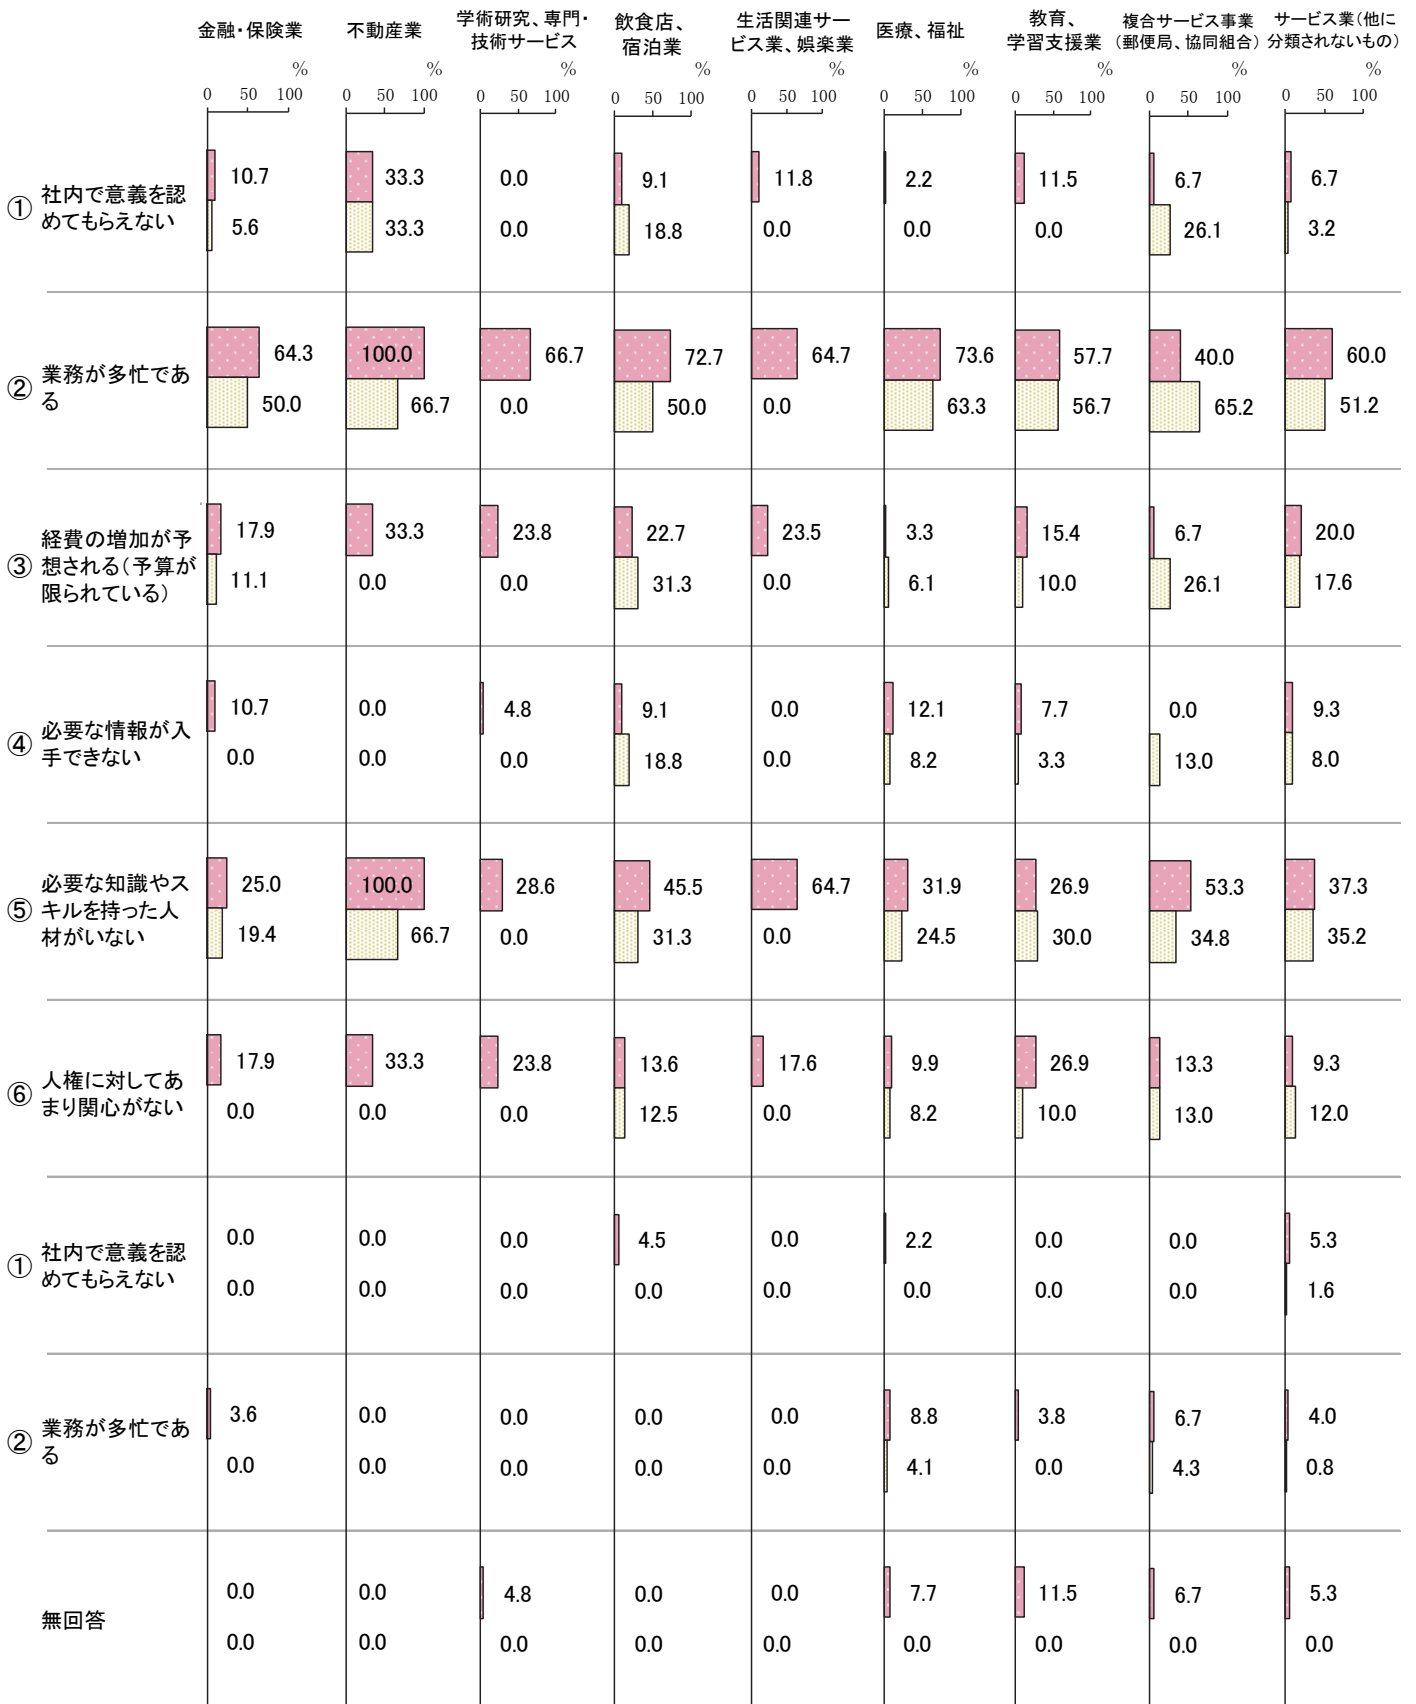 金融・保険業
不動産業
学術研究、専門・
技術サービス
飲食店、
宿泊業
生活関連サー
ビス業、娯楽業
医療、福祉
教育、
学習支援業
複合サービス事業
(郵便局、協同組合)
サービス業(他に
分類されないもの)
% % % % % % % % %
0 50 100 0 50 100 0 50 100 0 50 100 0 50 100 0 50 100 0 50 100 0 50 100 0 50 100
① 社内で意義を認
めてもらえない
10.7 33.3 0.0 9.1 11.8 2.2 11.5 6.7 6.7
5.6 33.3 0.0 18.8 0.0 0.0 0.0 26.1 3.2
② 業務が多忙であ
る
64.3 100.0 66.7 72.7 64.7 73.6 57.7 40.0 60.0
50.0 66.7 0.0 50.0 0.0 63.3 56.7 65.2 51.2
③ 経費の増加が予
想される(予算が
限られている)
17.9 33.3 23.8 22.7 23.5 3.3 15.4 6.7 20.0
11.1 0.0 0.0 31.3 0.0 6.1 10.0 26.1 17.6
④ 必要な情報が入
手できない
10.7 0.0 4.8 9.1 0.0 12.1 7.7 0.0 9.3
0.0 0.0 0.0 18.8 0.0 8.2 3.3 13.0 8.0
⑤ 必要な知識やス
キルを持った人
材がいない
25.0 100.0 28.6 45.5 64.7 31.9 26.9 53.3 37.3
19.4 66.7 0.0 31.3 0.0 24.5 30.0 34.8 35.2
⑥ 人権に対してあ
まり関心がない
17.9 33.3 23.8 13.6 17.6 9.9 26.9 13.3 9.3
0.0 0.0 0.0 12.5 0.0 8.2 10.0 13.0 12.0
① 社内で意義を認
めてもらえない
0.0 0.0 0.0 4.5 0.0 2.2 0.0 0.0 5.3
0.0 0.0 0.0 0.0 0.0 0.0 0.0 0.0 1.6
② 業務が多忙であ
る
3.6 0.0 0.0 0.0 0.0 8.8 3.8 6.7 4.0
0.0 0.0 0.0 0.0 0.0 4.1 0.0 4.3 0.8
無回答
0.0 0.0 4.8 0.0 0.0 7.7 11.5 6.7 5.3
0.0 0.0 0.0 0.0 0.0 0.0 0.0 0.0 0.0